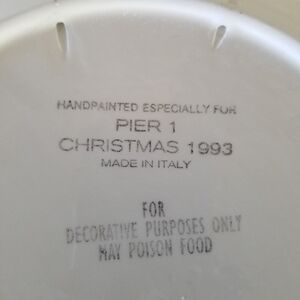 HANDPAINTED ESPECIALLY FOR
PIER 1
CHRISTMAS 1993
MADE IN ITALY
FOR
DECORATIVE PURPOSES ONLY
MAY POISON FOOD